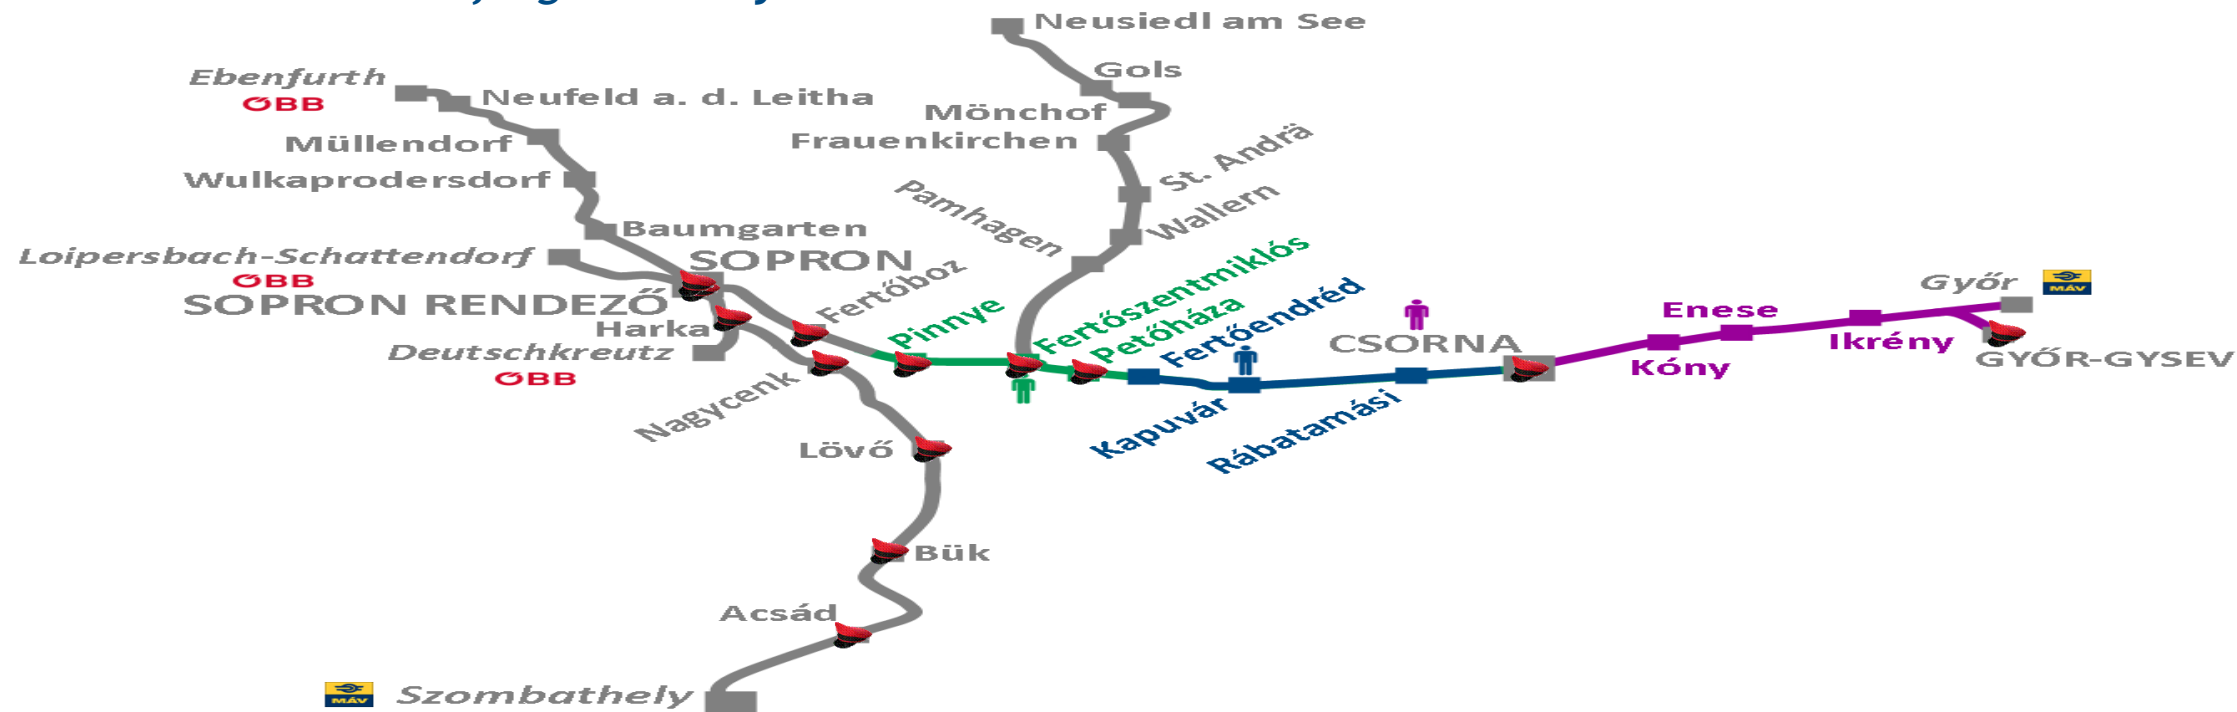 Neusiedl am See
Gols
Ebenfurth
ÖBB
Neufeld a. d. Leitha
Mönchof
Müllendorf
Frauenkirchen
St. Andrä
Wulkaprodersdorf
Pamhagen
Wallern
Baumgarten
Loipersbach-Schattendorf
ÖBB
SOPRON
Fertőboz
Fertőszentmiklós
SOPRON RENDEZŐ
Pinnye
Petőháza
Fertőendréd
Győr
MÁV
Enese
Harka
CSORNA
Ikrény
Deutschkreutz
ÖBB
Kóny
GYŐR-GYSEV
Nagycenk
Kapuvár
Rábatamási
Lövő
Bük
Acsád
MÁV
Szombathely